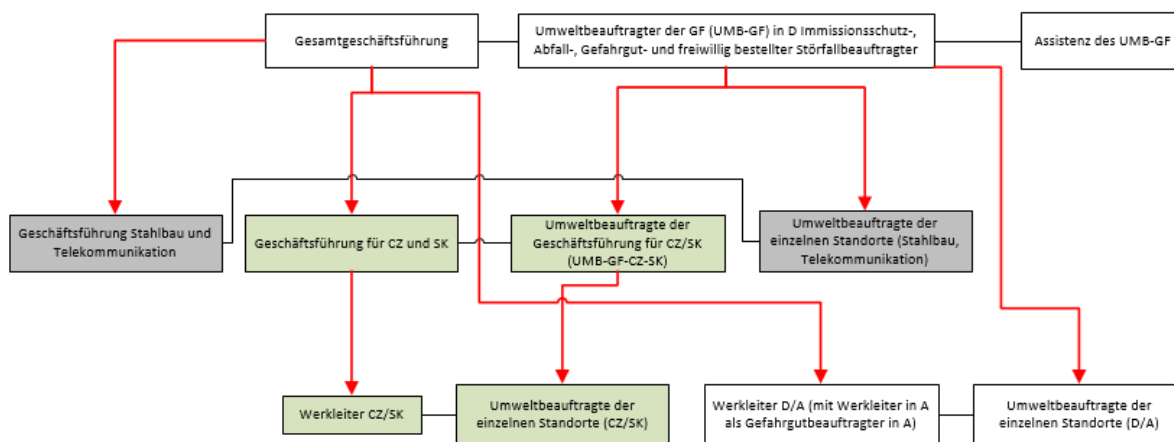 Gesamtgeschäftsführung
Umweltbeauftragter der GF (UMB-GF) in D Immissionsschutz-,
Abfall-, Gefahrgut- und freiwillig bestellter Störfallbeauftragter
Assistenz des UMB-GF
Geschäftsführung Stahlbau und
Telekommunikation
Geschäftsführung für CZ und SK
Umweltbeauftragte der
Geschäftsführung für CZ/SK
(UMB-GF-CZ-SK)
Umweltbeauftragte der
einzelnen Standorte (Stahlbau,
Telekommunikation)
Werkleiter CZ/SK
Umweltbeauftragte der
einzelnen Standorte (CZ/SK)
Werkleiter D/A (mit Werkleiter in A
als Gefahrgutbeauftragter in A)
Umweltbeauftragte der
einzelnen Standorte (D/A)